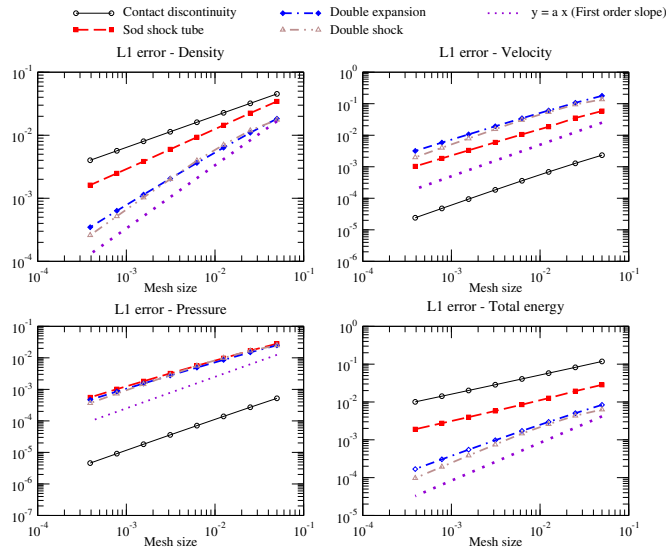 Contact discontinuity
Sod shock tube
Double expansion
Double shock
y = a x (First order slope)
L1 error - Density
10^-1
10^-2
10^-3
10^-4
10^-4 10^-3 10^-2 10^-1
Mesh size
L1 error - Velocity
10^0
10^-1
10^-2
10^-3
10^-4
10^-5
10^-6
10^-4 10^-3 10^-2 10^-1
Mesh size
L1 error - Pressure
10^-1
10^-2
10^-3
10^-4
10^-5
10^-6
10^-7
10^-4 10^-3 10^-2 10^-1
Mesh size
L1 error - Total energy
10^0
10^-1
10^-2
10^-3
10^-4
10^-5
10^-4 10^-3 10^-2 10^-1
Mesh size